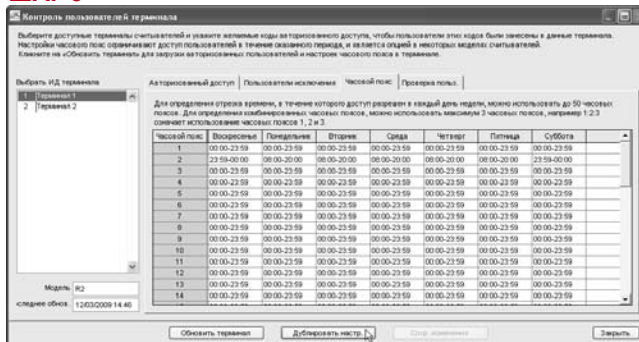 Контроль пользователей терминала
Выберите доступные терминалы считывателей и укажите желаемые коды авторизованного доступа, чтобы пользователи этих кодов были занесены в данные терминала.
Настройки часового пояс ограничивают доступ пользователей в течение оказанного периода, и является опцией в некоторых моделях считывателей.
Кликните на «Обновить терминал» для загрузки авторизованных пользователей и настроек часового пояса в терминале.
Выбрать ИД терминала
1 Терминал 1
2 Терминал 2
Модель R2
следнее обнов. 12/03/2009 14:46
Авторизованный доступ Пользователи исключения Часовой пояс Проверка польз.
Для определения отрезка времени, в течение которого доступ разрешен в каждый день недели, можно использовать до 50 часовых
поясов. Для определения комбинированных часовых поясов, можно использовать максимум 3 часовых поясов, например 1:2:3
означает использование часовых поясов 1, 2 и 3.
Часовой пояс Воскресенье Понедельник Вторник Среда Четверг Пятница Суббота
1 00:00-23:59 00:00-23:59 00:00-23:59 00:00-23:59 00:00-23:59 00:00-23:59 00:00-23:59
2 23:59-00:00 08:00-20:00 08:00-20:00 08:00-20:00 08:00-20:00 08:00-20:00 23:59-00:00
3 00:00-23:59 00:00-23:59 00:00-23:59 00:00-23:59 00:00-23:59 00:00-23:59 00:00-23:59
4 00:00-23:59 00:00-23:59 00:00-23:59 00:00-23:59 00:00-23:59 00:00-23:59 00:00-23:59
5 00:00-23:59 00:00-23:59 00:00-23:59 00:00-23:59 00:00-23:59 00:00-23:59 00:00-23:59
6 00:00-23:59 00:00-23:59 00:00-23:59 00:00-23:59 00:00-23:59 00:00-23:59 00:00-23:59
7 00:00-23:59 00:00-23:59 00:00-23:59 00:00-23:59 00:00-23:59 00:00-23:59 00:00-23:59
8 00:00-23:59 00:00-23:59 00:00-23:59 00:00-23:59 00:00-23:59 00:00-23:59 00:00-23:59
9 00:00-23:59 00:00-23:59 00:00-23:59 00:00-23:59 00:00-23:59 00:00-23:59 00:00-23:59
10 00:00-23:59 00:00-23:59 00:00-23:59 00:00-23:59 00:00-23:59 00:00-23:59 00:00-23:59
11 00:00-23:59 00:00-23:59 00:00-23:59 00:00-23:59 00:00-23:59 00:00-23:59 00:00-23:59
12 00:00-23:59 00:00-23:59 00:00-23:59 00:00-23:59 00:00-23:59 00:00-23:59 00:00-23:59
13 00:00-23:59 00:00-23:59 00:00-23:59 00:00-23:59 00:00-23:59 00:00-23:59 00:00-23:59
14 00:00-23:59 00:00-23:59 00:00-23:59 00:00-23:59 00:00-23:59 00:00-23:59 00:00-23:59
Обновить терминал Дублировать настр. Закрыть